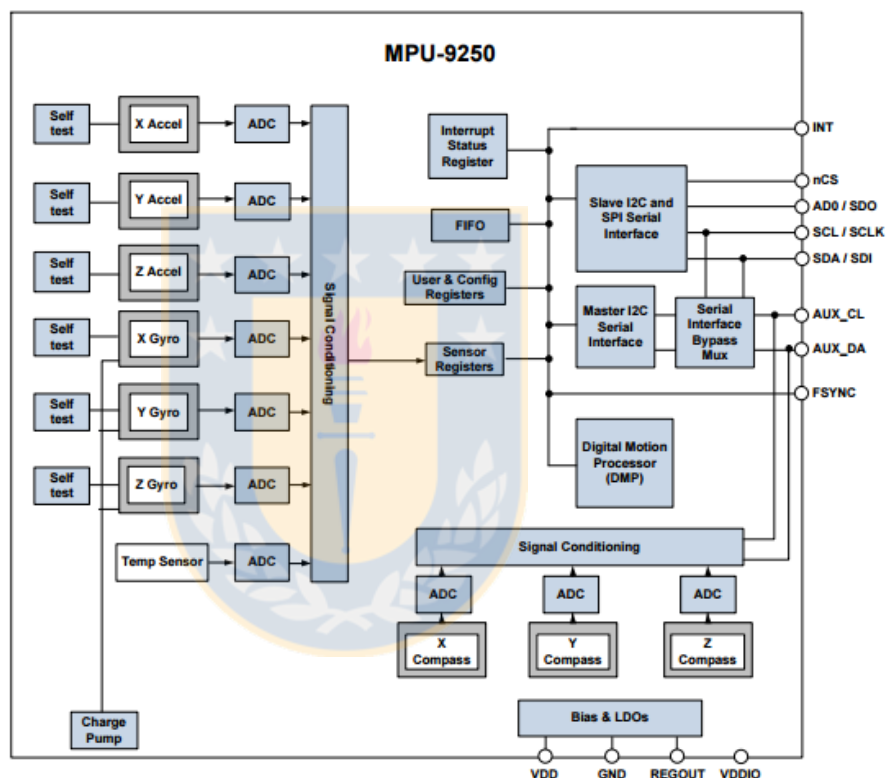 MPU-9250
Self
test
X Accel
ADC
Self
test
Y Accel
ADC
Self
test
Z Accel
ADC
Self
test
X Gyro
ADC
Self
test
Y Gyro
ADC
Self
test
Z Gyro
ADC
Temp Sensor
ADC
Charge
Pump
Signal Conditioning
Interrupt
Status
Register
FIFO
User & Config
Registers
Sensor
Registers
Slave I2C and
SPI Serial
Interface
Master I2C
Serial
Interface
Serial
Interface
Bypass
Mux
Digital Motion
Processor
(DMP)
Signal Conditioning
ADC
ADC
ADC
X
Compass
Y
Compass
Z
Compass
Bias & LDOs
INT
nCS
AD0 / SDO
SCL / SCLK
SDA / SDI
AUX_CL
AUX_DA
FSYNC
VDD
GND
REGOUT
VDDIO